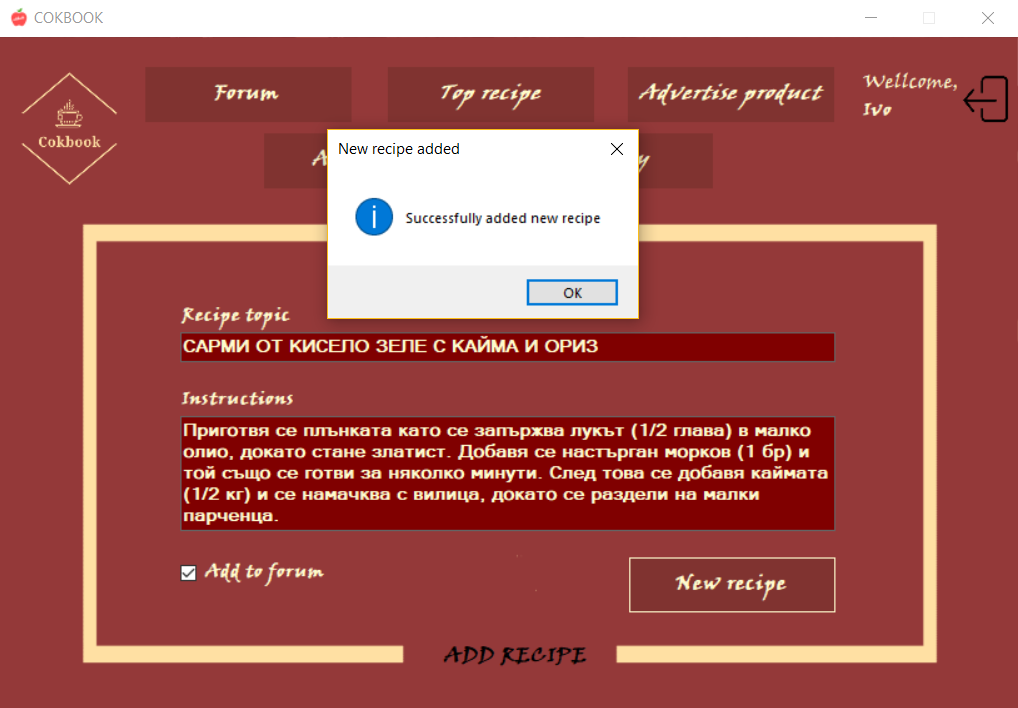 COKBOOK
Forum
Top recipe
Advertise product
Wellcome,
Ivo
Cokbook
New recipe added
Successfully added new recipe
OK
Recipe topic
САРМИ ОТ КИСЕЛО ЗЕЛЕ С КАЙМА И ОРИЗ
Instructions
Приготвя се плънката като се запържва лукът (1/2 глава) в малко
олио, докато стане златист. Добавя се настърган морков (1 бр) и
той също се готви за няколко минути. След това се добавя каймата
(1/2 кг) и се намачква с вилица, докато се раздели на малки
парченца.
Add to forum
New recipe
ADD RECIPE